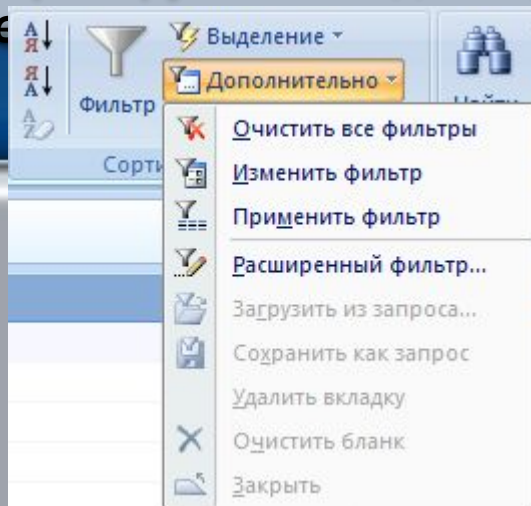 Выделение
Дополнительно
Фильтр
Очистить все фильтры
Изменить фильтр
Применить фильтр
Расширенный фильтр...
Загрузить из запроса...
Сохранить как запрос
Удалить вкладку
Очистить бланк
Закрыть